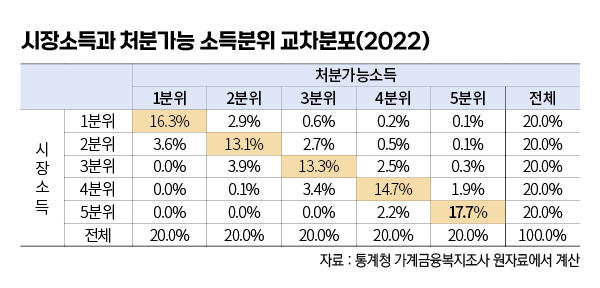 시장소득과 처분가능 소득분위 교차분포(2022)
처분가능소득
1분위 2분위 3분위 4분위 5분위 전체
시장소득
1분위 16.3% 2.9% 0.6% 0.2% 0.1% 20.0%
2분위 3.6% 13.1% 2.7% 0.5% 0.1% 20.0%
3분위 0.0% 3.9% 13.3% 2.5% 0.3% 20.0%
4분위 0.0% 0.1% 3.4% 14.7% 1.9% 20.0%
5분위 0.0% 0.0% 0.0% 2.2% 17.7% 20.0%
전체 20.0% 20.0% 20.0% 20.0% 20.0% 100.0%
자료 : 통계청 가계금융복지조사 원자료에서 계산